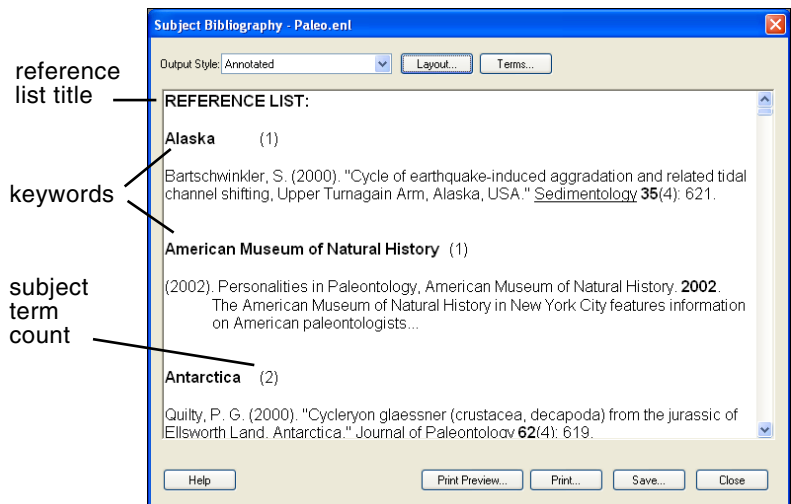 Subject Bibliography - Paleo.enl
Output Style: Annotated Layout... Terms...
reference
list title
REFERENCE LIST:
Alaska (1)
Bartschwinkler, S. (2000). "Cycle of earthquake-induced aggradation and related tidal
channel shifting, Upper Turnagain Arm, Alaska, USA." Sedimentology 35(4): 621.
keywords
American Museum of Natural History (1)
(2002). Personalities in Paleontology, American Museum of Natural History. 2002.
The American Museum of Natural History in New York City features information
on American paleontologists...
subject
term
count
Antarctica (2)
Quilty, P. G. (2000). "Cycleryon glaessner (crustacea, decapoda) from the jurassic of
Ellsworth Land, Antarctica." Journal of Paleontology 62(4): 619.
Help Print Preview... Print... Save... Close